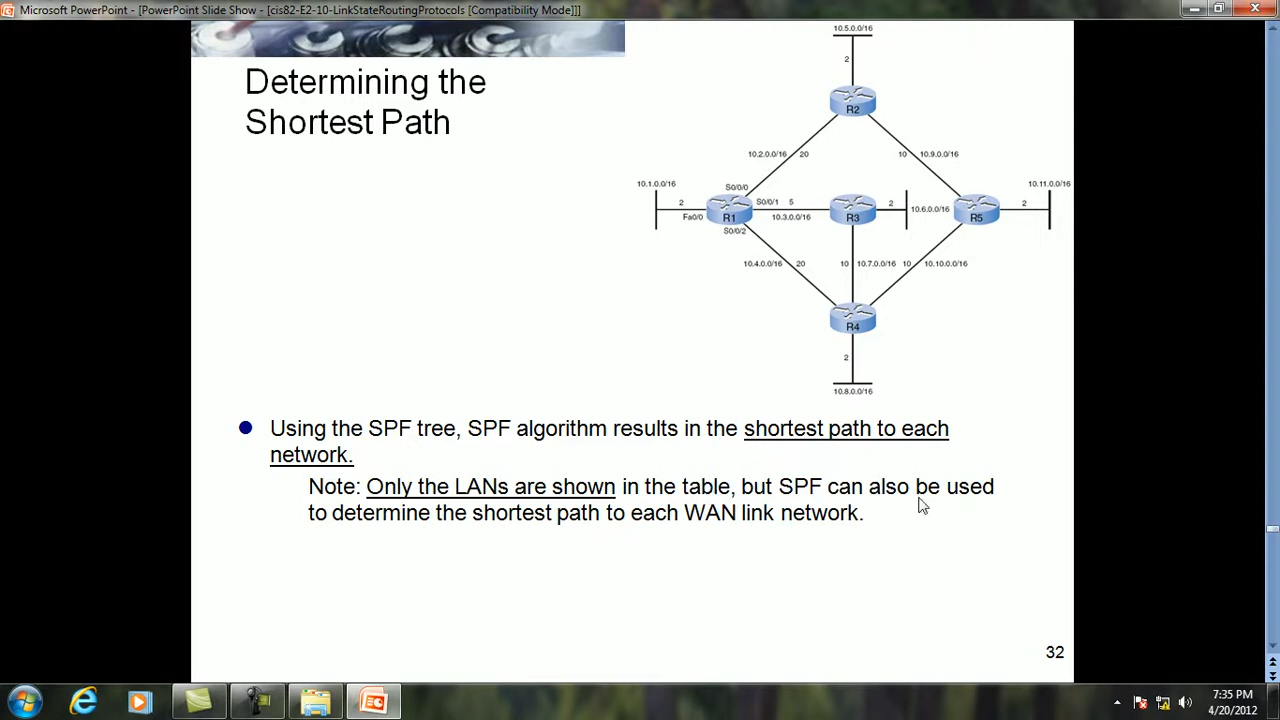 Microsoft PowerPoint - [PowerPoint Slide Show - [cis82-E2-10-LinkStateRoutingProtocols [Compatibility Mode]]]
Determining the
Shortest Path
10.5.0.0/16
2
R2
10.2.0.0/16 20
10 10.9.0.0/16
10.1.0.0/16
S0/0/0
10.11.0.0/16
2
S0/0/1 5
2
10.6.0.0/16
2
Fa0/0
R1
10.3.0.0/16
R3
R5
S0/0/2
10.4.0.0/16 20
10 10.7.0.0/16
10 10.10.0.0/16
R4
2
10.8.0.0/16
Using the SPF tree, SPF algorithm results in the shortest path to each
network.
Note: Only the LANs are shown in the table, but SPF can also be used
to determine the shortest path to each WAN link network.
32
7:35 PM
4/20/2012